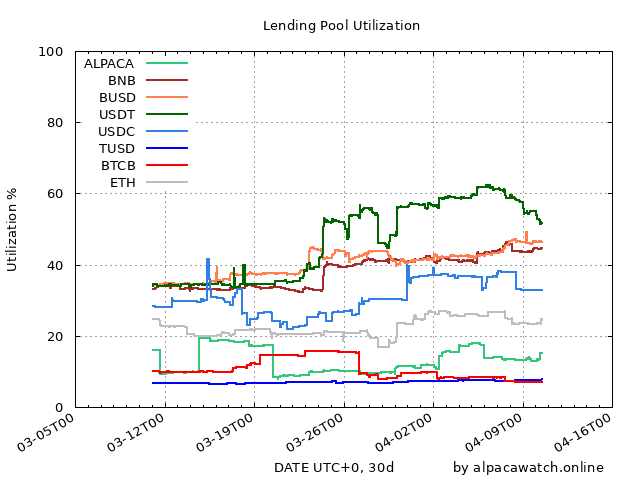 Lending Pool Utilization
Utilization %
100
80
60
40
20
0
ALPACA
BNB
BUSD
USDT
USDC
TUSD
BTCB
ETH
03-05T00
03-12T00
03-19T00
03-26T00
04-02T00
04-09T00
04-16T00
DATE UTC+0, 30d
by alpacawatch.online